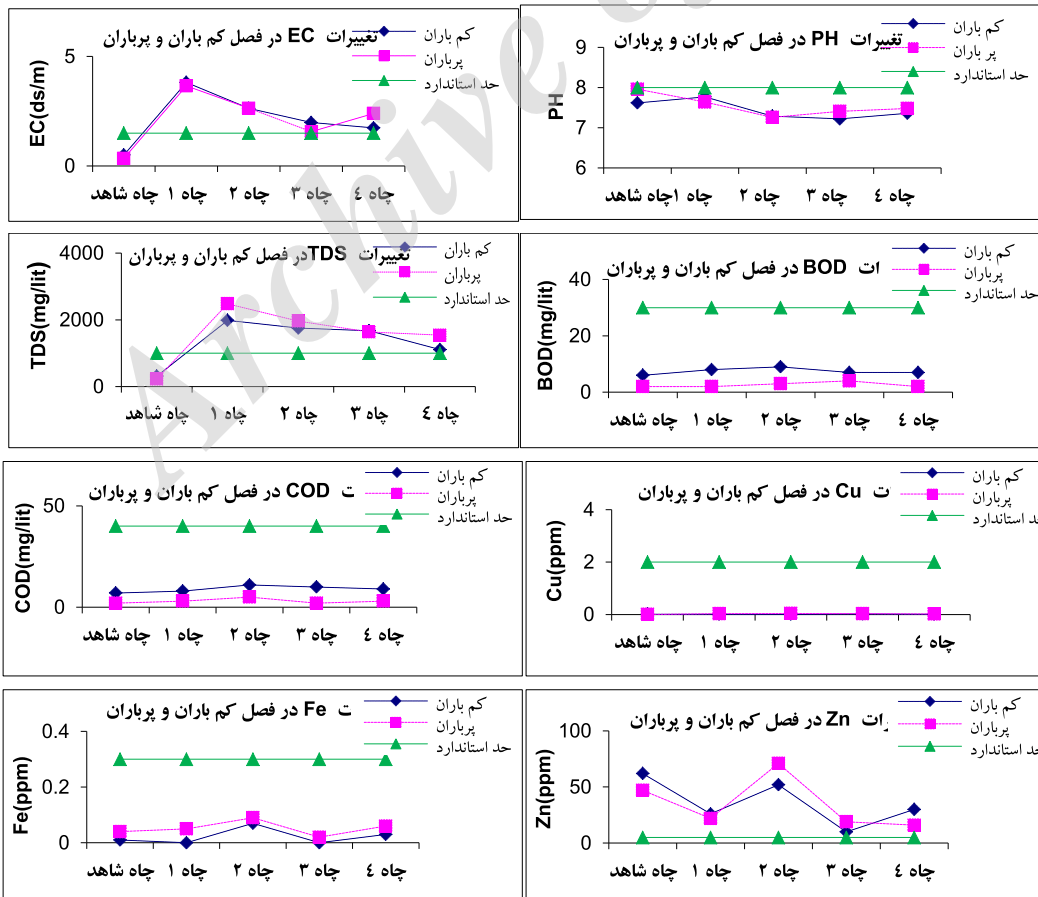 تغییرات EC در فصل کم باران و پرباران
کم باران
پرباران
حد استاندارد
EC(ds/m)
5
0
چاه شاهد
چاه ۱
چاه ۲
چاه ۳
چاه ٤
تغییرات PH در فصل کم باران و پرباران
کم باران
پر باران
حد استاندارد
PH
9
8
7
6
چاه شاهد
چاه ۱
چاه ۲
چاه ۳
چاه ٤
تغییرات TDSدر فصل کم باران و پرباران
کم باران
پرباران
حد استاندارد
TDS(mg/lit)
4000
2000
0
چاه شاهد
چاه ۱
چاه ۲
چاه ۳
چاه ٤
ات BOD در فصل کم باران و پرباران
کم باران
پرباران
حد استاندارد
BOD(mg/lit)
40
20
0
چاه شاهد
چاه ۱
چاه ۲
چاه ۳
چاه ٤
ت COD در فصل کم باران و پرباران
کم باران
پرباران
حد استاندارد
COD(mg/lit)
50
0
چاه شاهد
چاه ۱
چاه ۲
چاه ۳
چاه ٤
ت Cu در فصل کم باران و پرباران
کم باران
پرباران
حد استاندارد
Cu(ppm)
4
2
0
چاه شاهد
چاه ۱
چاه ۲
چاه ۳
چاه ٤
ت Fe در فصل کم باران و پرباران
کم باران
پرباران
حد استاندارد
Fe(ppm)
0.4
0.2
0
چاه شاهد
چاه ۱
چاه ۲
چاه ۳
چاه ٤
رات Zn در فصل کم باران و پرباران
کم باران
پرباران
حد استاندارد
Zn(ppm)
100
50
0
چاه شاهد
چاه ۱
چاه ۲
چاه ۳
چاه ٤
Archive of